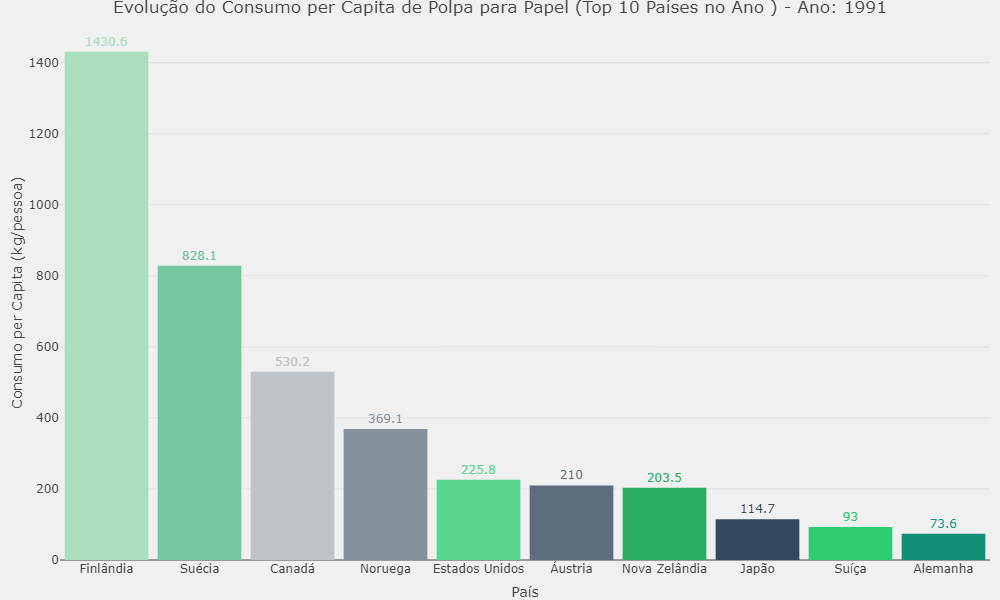 Evolução do Consumo per Capita de Polpa para Papel (Top 10 Países no Ano ) - Ano: 1991
Consumo per Capita (kg/pessoa)
1400
1200
1000
800
600
400
200
0
1430.6
828.1
530.2
369.1
225.8
210
203.5
114.7
93
73.6
Finlândia
Suécia
Canadá
Noruega
Estados Unidos
Áustria
Nova Zelândia
Japão
Suíça
Alemanha
País